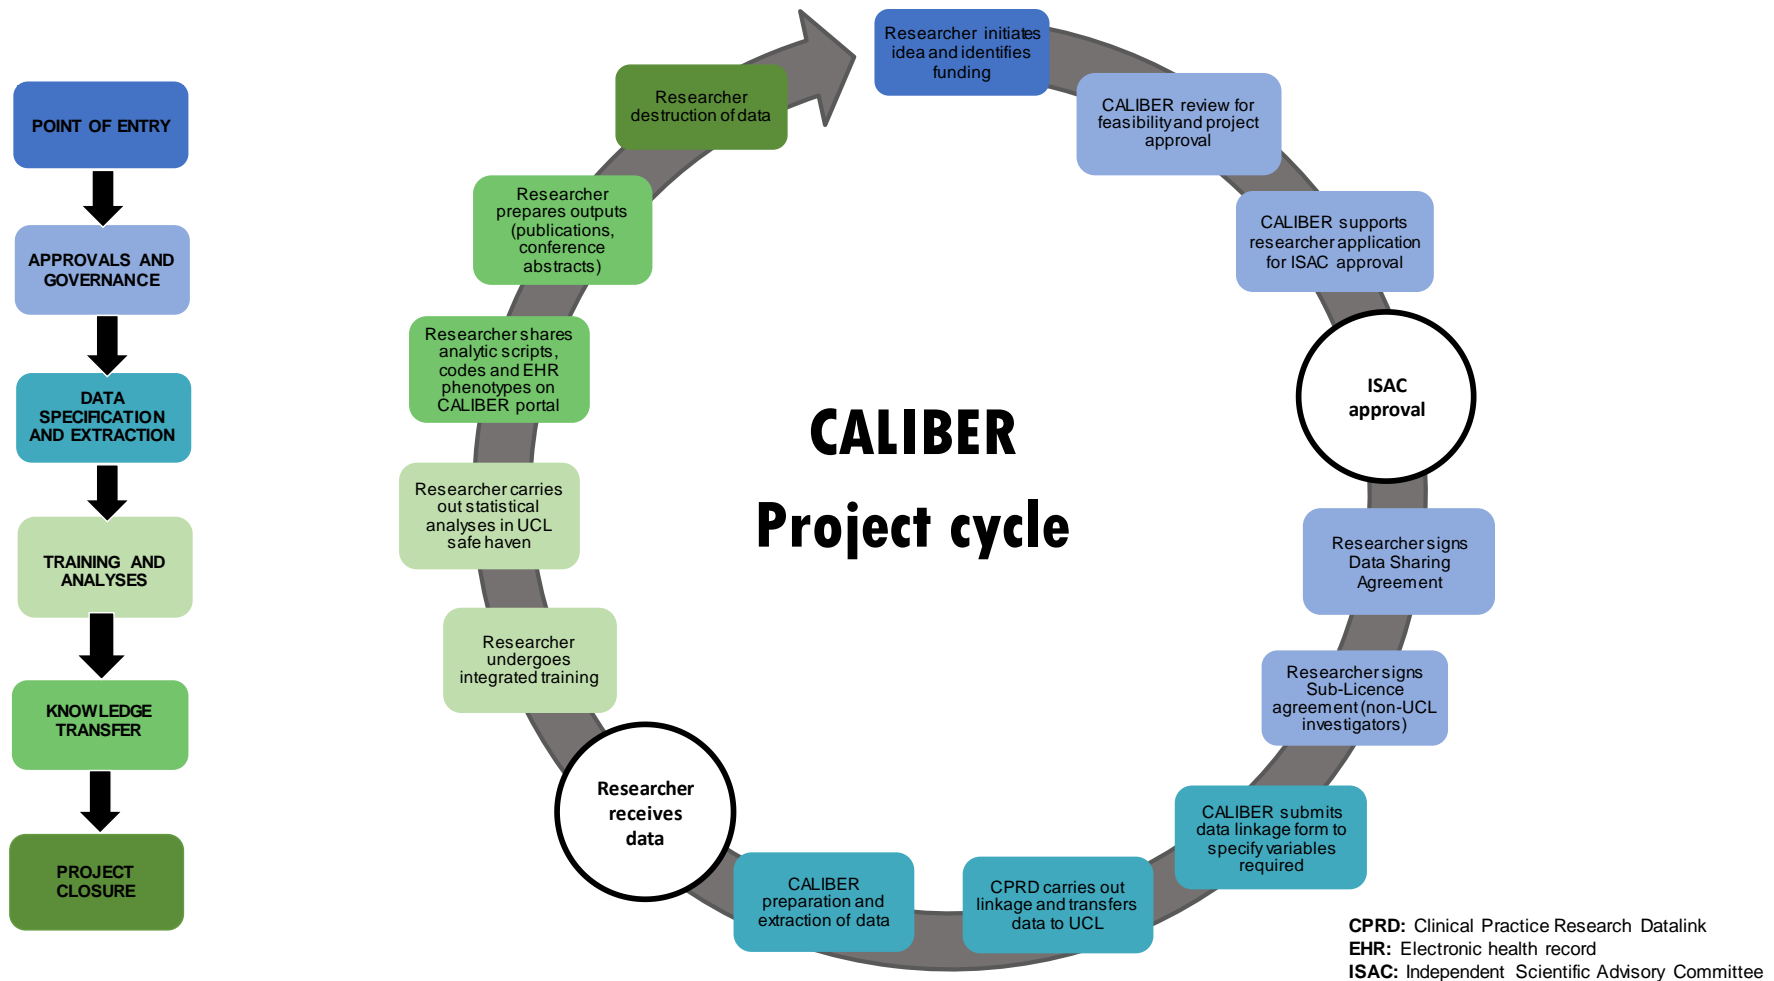 POINT OF ENTRY
APPROVALS AND
GOVERNANCE
DATA
SPECIFICATION
AND EXTRACTION
TRAINING AND
ANALYSES
KNOWLEDGE
TRANSFER
PROJECT
CLOSURE
CALIBER
Project cycle
Researcher initiates
idea and identifies
funding
CALIBER review for
feasibility and project
approval
CALIBER supports
researcher application
for ISAC approval
ISAC
approval
Researcher signs
Data Sharing
Agreement
Researcher signs
Sub-Licence
agreement (non-UCL
investigators)
CALIBER submits
data linkage form to
specify variables
required
CPRD carries out
linkage and transfers
data to UCL
CALIBER
preparation and
extraction of data
Researcher
receives
data
Researcher
undergoes
integrated training
Researcher carries
out statistical
analyses in UCL
safe haven
Researcher shares
analytic scripts,
codes and EHR
phenotypes on
CALIBER portal
Researcher
prepares outputs
(publications,
conference
abstracts)
Researcher
destruction of data
CPRD: Clinical Practice Research Datalink
EHR: Electronic health record
ISAC: Independent Scientific Advisory Committee